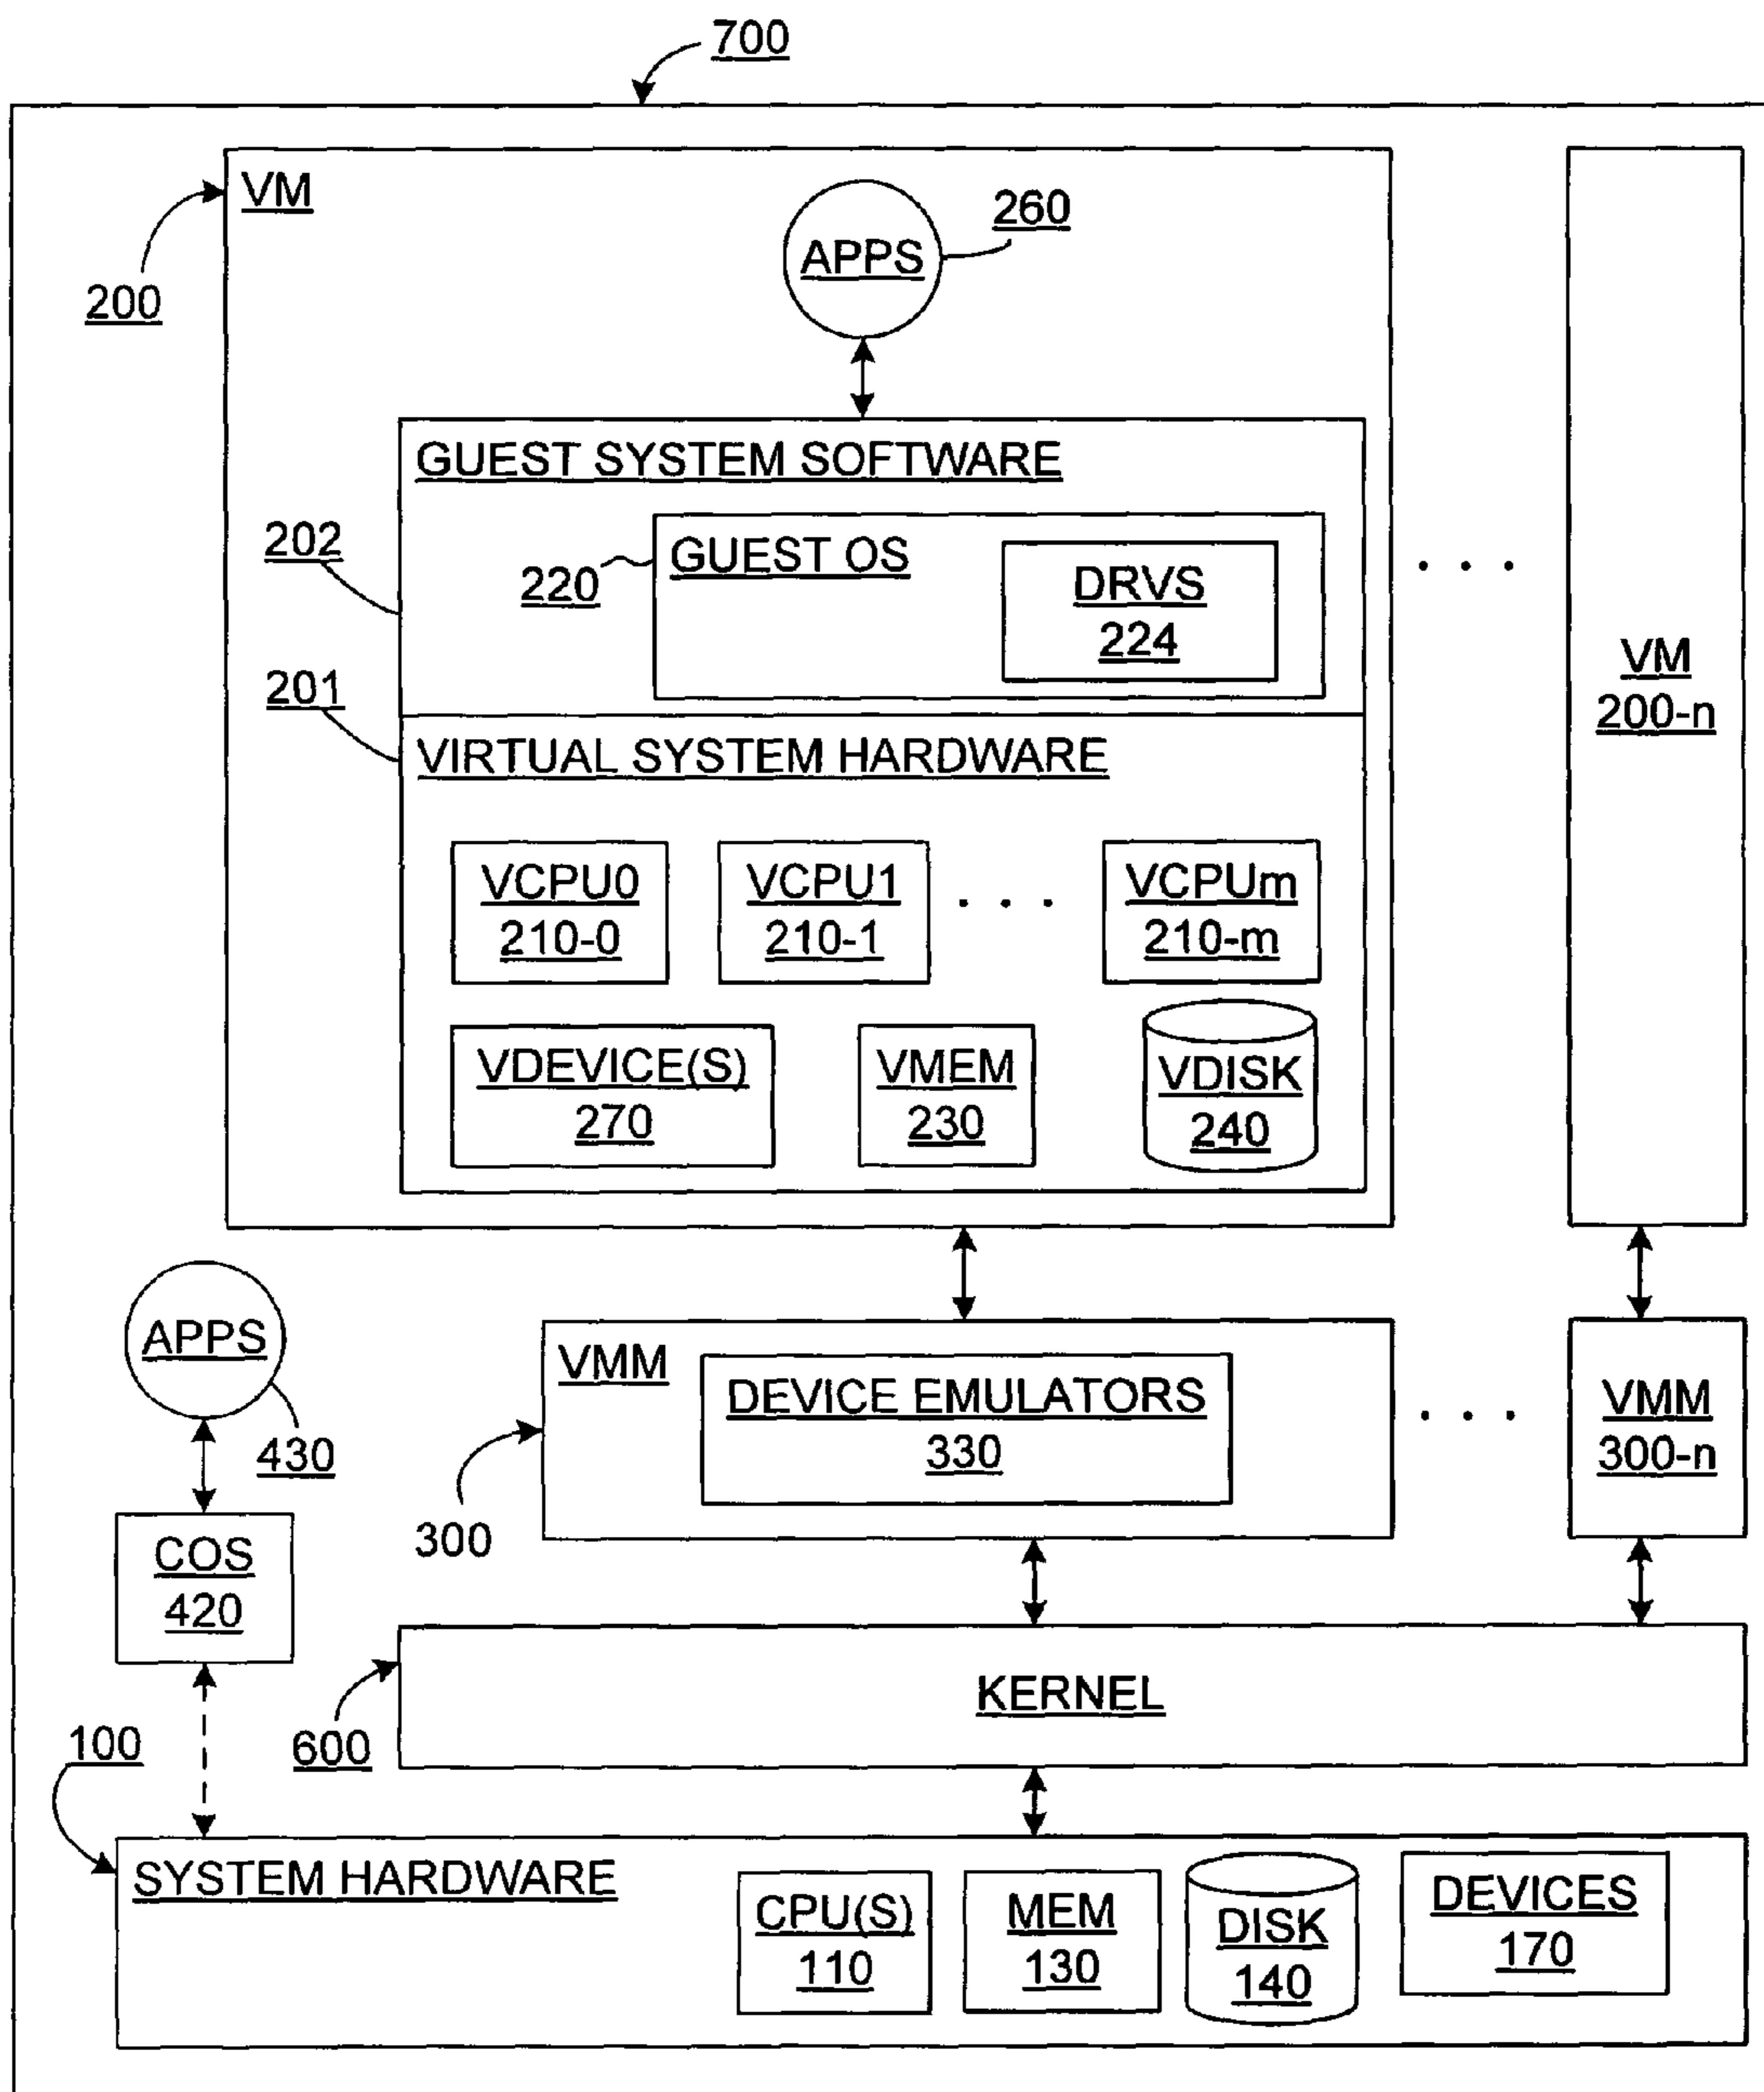 700
VM
200
260
APPS
GUEST SYSTEM SOFTWARE
202
220
GUEST OS
DRVS
224
. . .
VM
200-n
201
VIRTUAL SYSTEM HARDWARE
VCPU0
210-0
VCPU1
210-1
. . .
VCPUm
210-m
VDEVICE(S)
270
VMEM
230
VDISK
240
APPS
430
VMM
300
DEVICE EMULATORS
330
. . .
VMM
300-n
COS
420
KERNEL
600
100
SYSTEM HARDWARE
CPU(S)
110
MEM
130
DISK
140
DEVICES
170